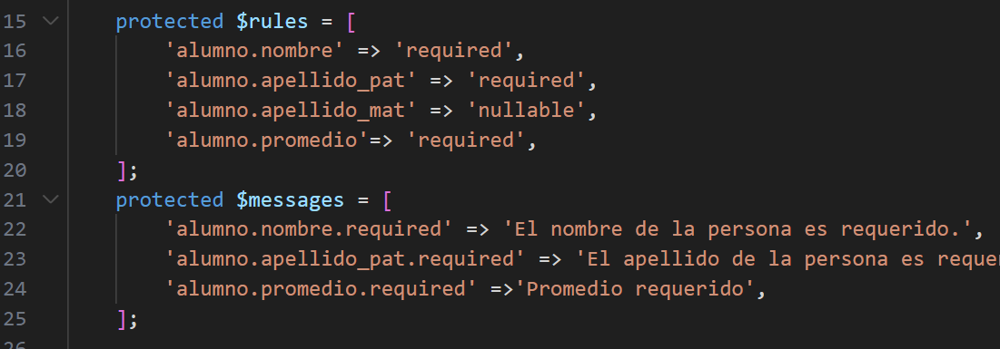 15 protected $rules = [
16 'alumno.nombre' => 'required',
17 'alumno.apellido_pat' => 'required',
18 'alumno.apellido_mat' => 'nullable',
19 'alumno.promedio'=> 'required',
20 ];
21 protected $messages = [
22 'alumno.nombre.required' => 'El nombre de la persona es requerido.',
23 'alumno.apellido_pat.required' => 'El apellido de la persona es reque
24 'alumno.promedio.required' =>'Promedio requerido',
25 ];